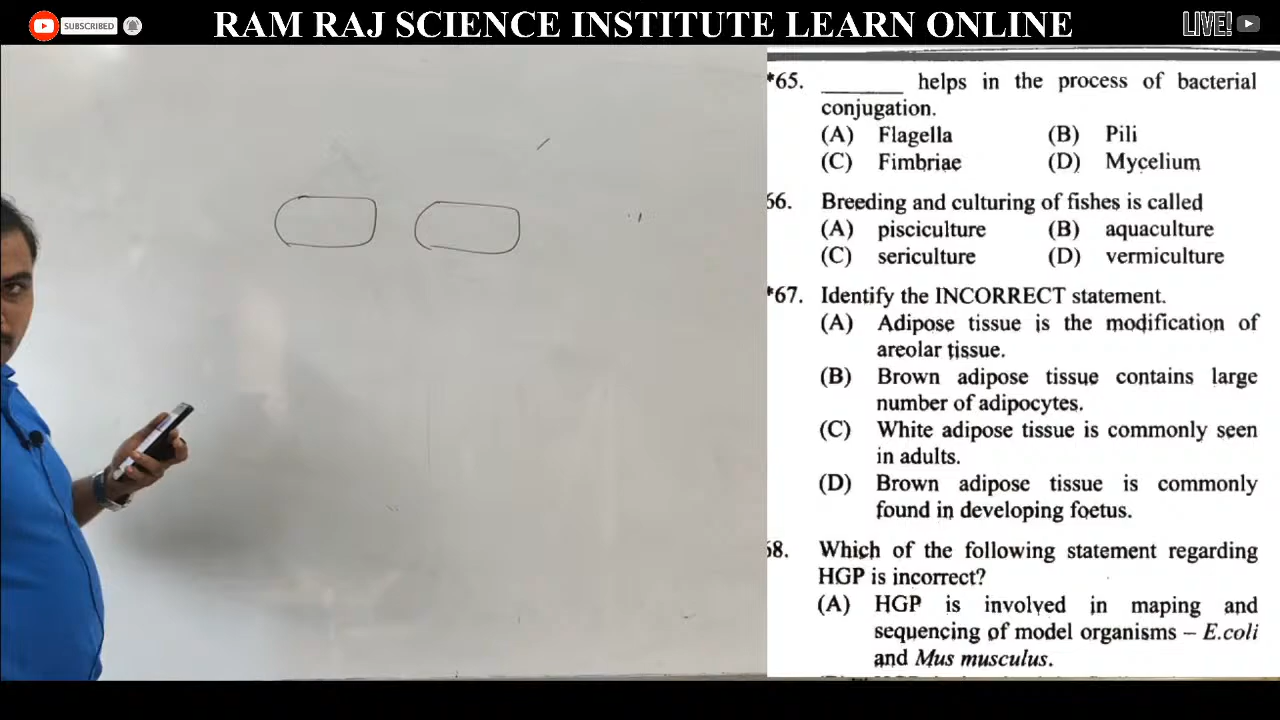 SUBSCRIBED
RAM RAJ SCIENCE INSTITUTE LEARN ONLINE
LIVE!
*65. ________ helps in the process of bacterial
conjugation.
(A) Flagella (B) Pili
(C) Fimbriae (D) Mycelium
66. Breeding and culturing of fishes is called
(A) pisciculture (B) aquaculture
(C) sericulture (D) vermiculture
*67. Identify the INCORRECT statement.
(A) Adipose tissue is the modification of
areolar tissue.
(B) Brown adipose tissue contains large
number of adipocytes.
(C) White adipose tissue is commonly seen
in adults.
(D) Brown adipose tissue is commonly
found in developing foetus.
68. Which of the following statement regarding
HGP is incorrect?
(A) HGP is involved in maping and
sequencing of model organisms – E.coli
and Mus musculus.